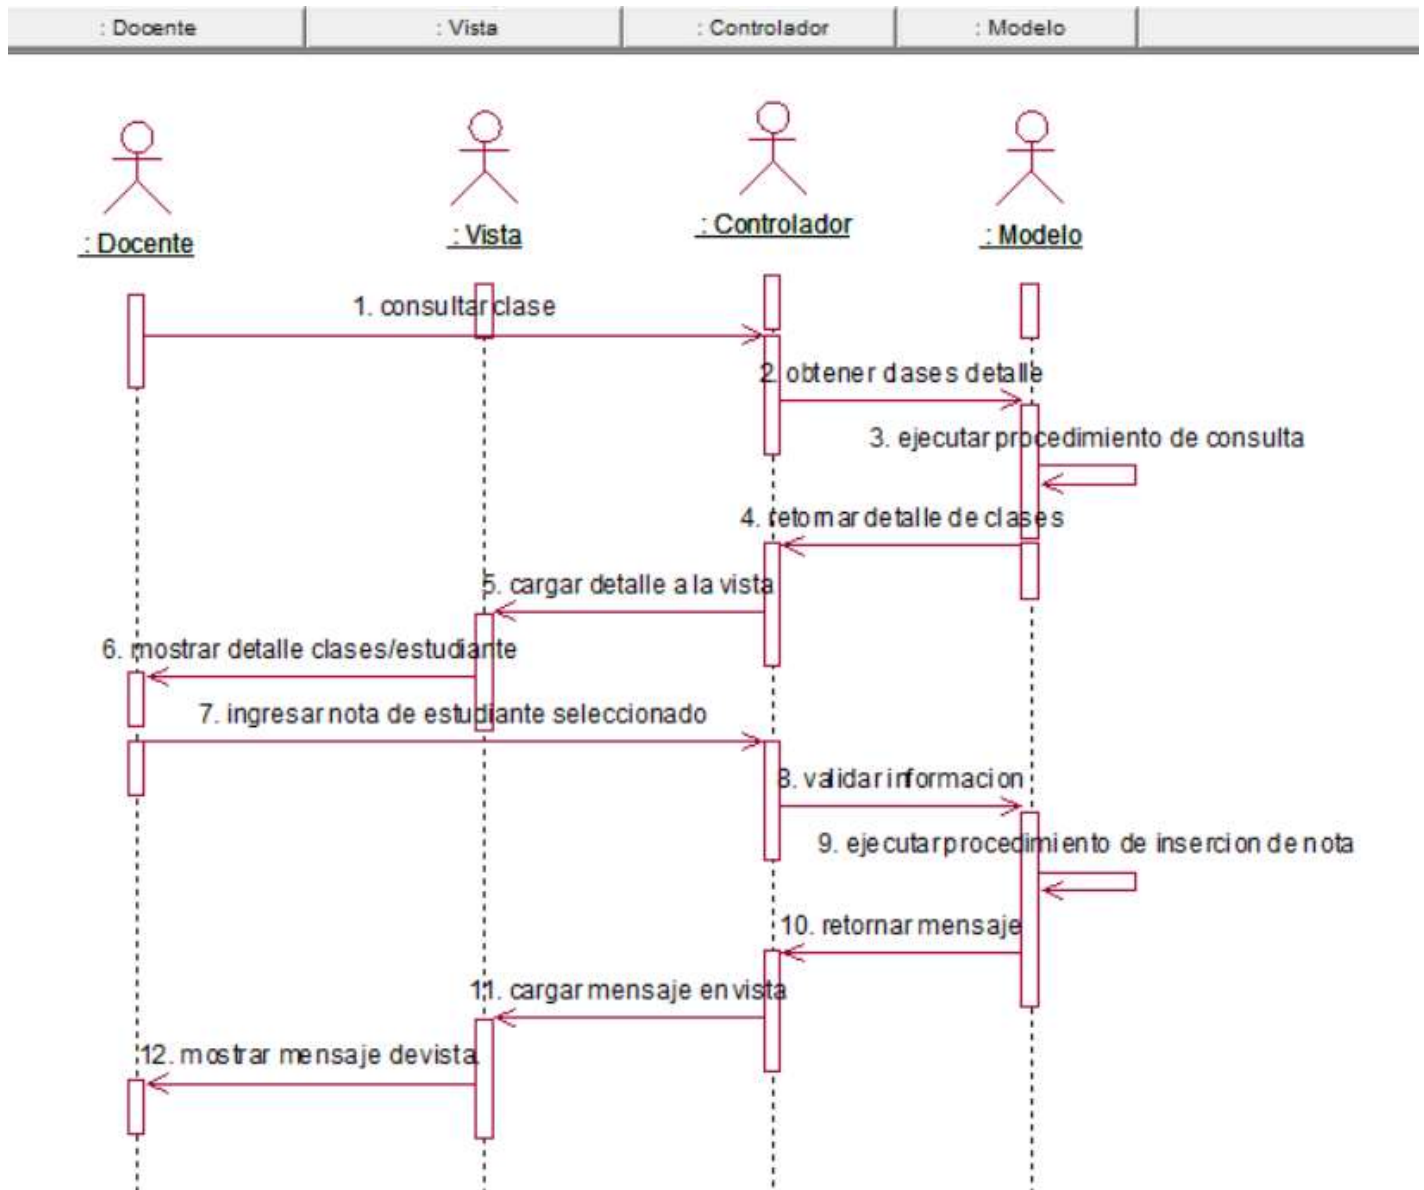 : Docente
: Vista
: Controlador
: Modelo
: Docente
: Vista
: Controlador
: Modelo
1. consultar clase
2. obtener clases detalle
3. ejecutar procedimiento de consulta
4. retornar detalle de clases
5. cargar detalle a la vista
6. mostrar detalle clases/estudiante
7. ingresar nota de estudiante seleccionado
8. validar informacion
9. ejecutar procedimiento de insercion de nota
10. retornar mensaje
11. cargar mensaje en vista
12. mostrar mensaje de vista